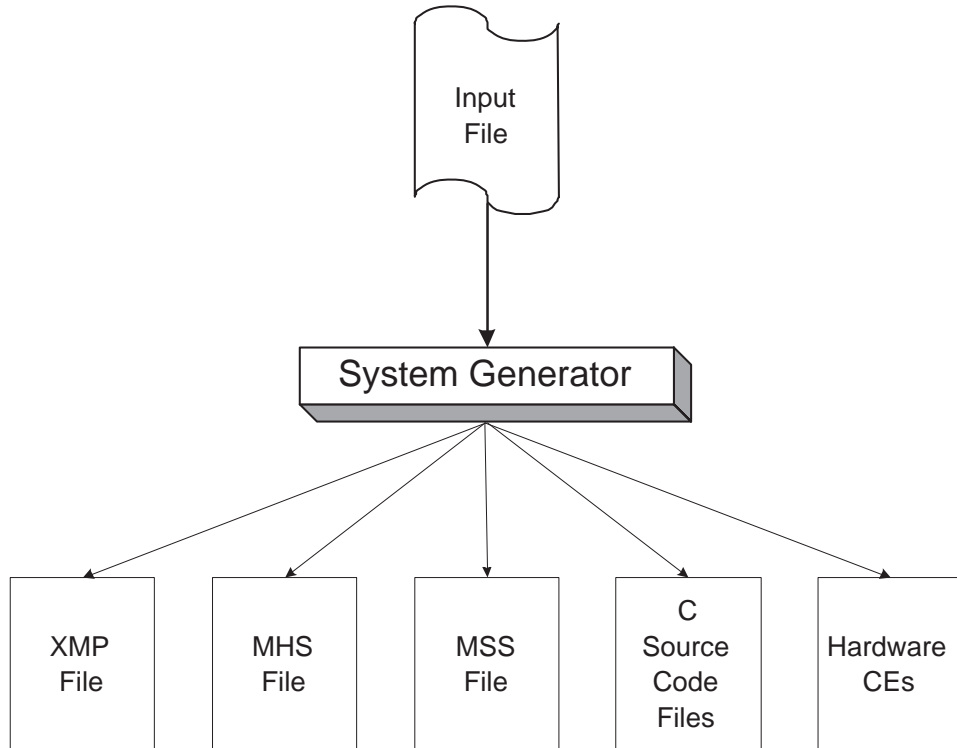 Input
File
System Generator
XMP
File
MHS
File
MSS
File
C
Source
Code
Files
Hardware
CEs